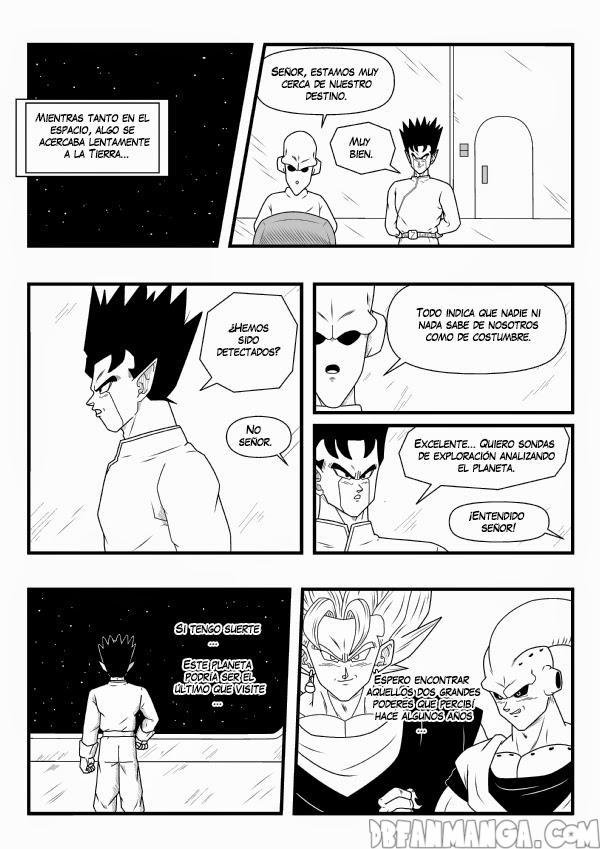 MIENTRAS TANTO EN EL
ESPACIO, ALGO SE
ACERCABA LENTAMENTE
A LA TIERRA...
SEÑOR, ESTAMOS MUY
CERCA DE NUESTRO
DESTINO.
MUY
BIEN.
¿HEMOS
SIDO
DETECTADOS?
NO
SEÑOR.
TODO INDICA QUE NADIE NI
NADA SABE DE NOSOTROS
COMO DE COSTUMBRE.
EXCELENTE... QUIERO SONDAS
DE EXPLORACIÓN ANALIZANDO
EL PLANETA.
¡ENTENDIDO
SEÑOR!
SI TENGO SUERTE
...
ESTE PLANETA
PODRÍA SER EL
ÚLTIMO QUE VISITE
...
ESPERO ENCONTRAR
AQUELLOS DOS GRANDES
PODERES QUE PERCIBÍ
HACE ALGUNOS AÑOS
...
DBFANMANGA.COM